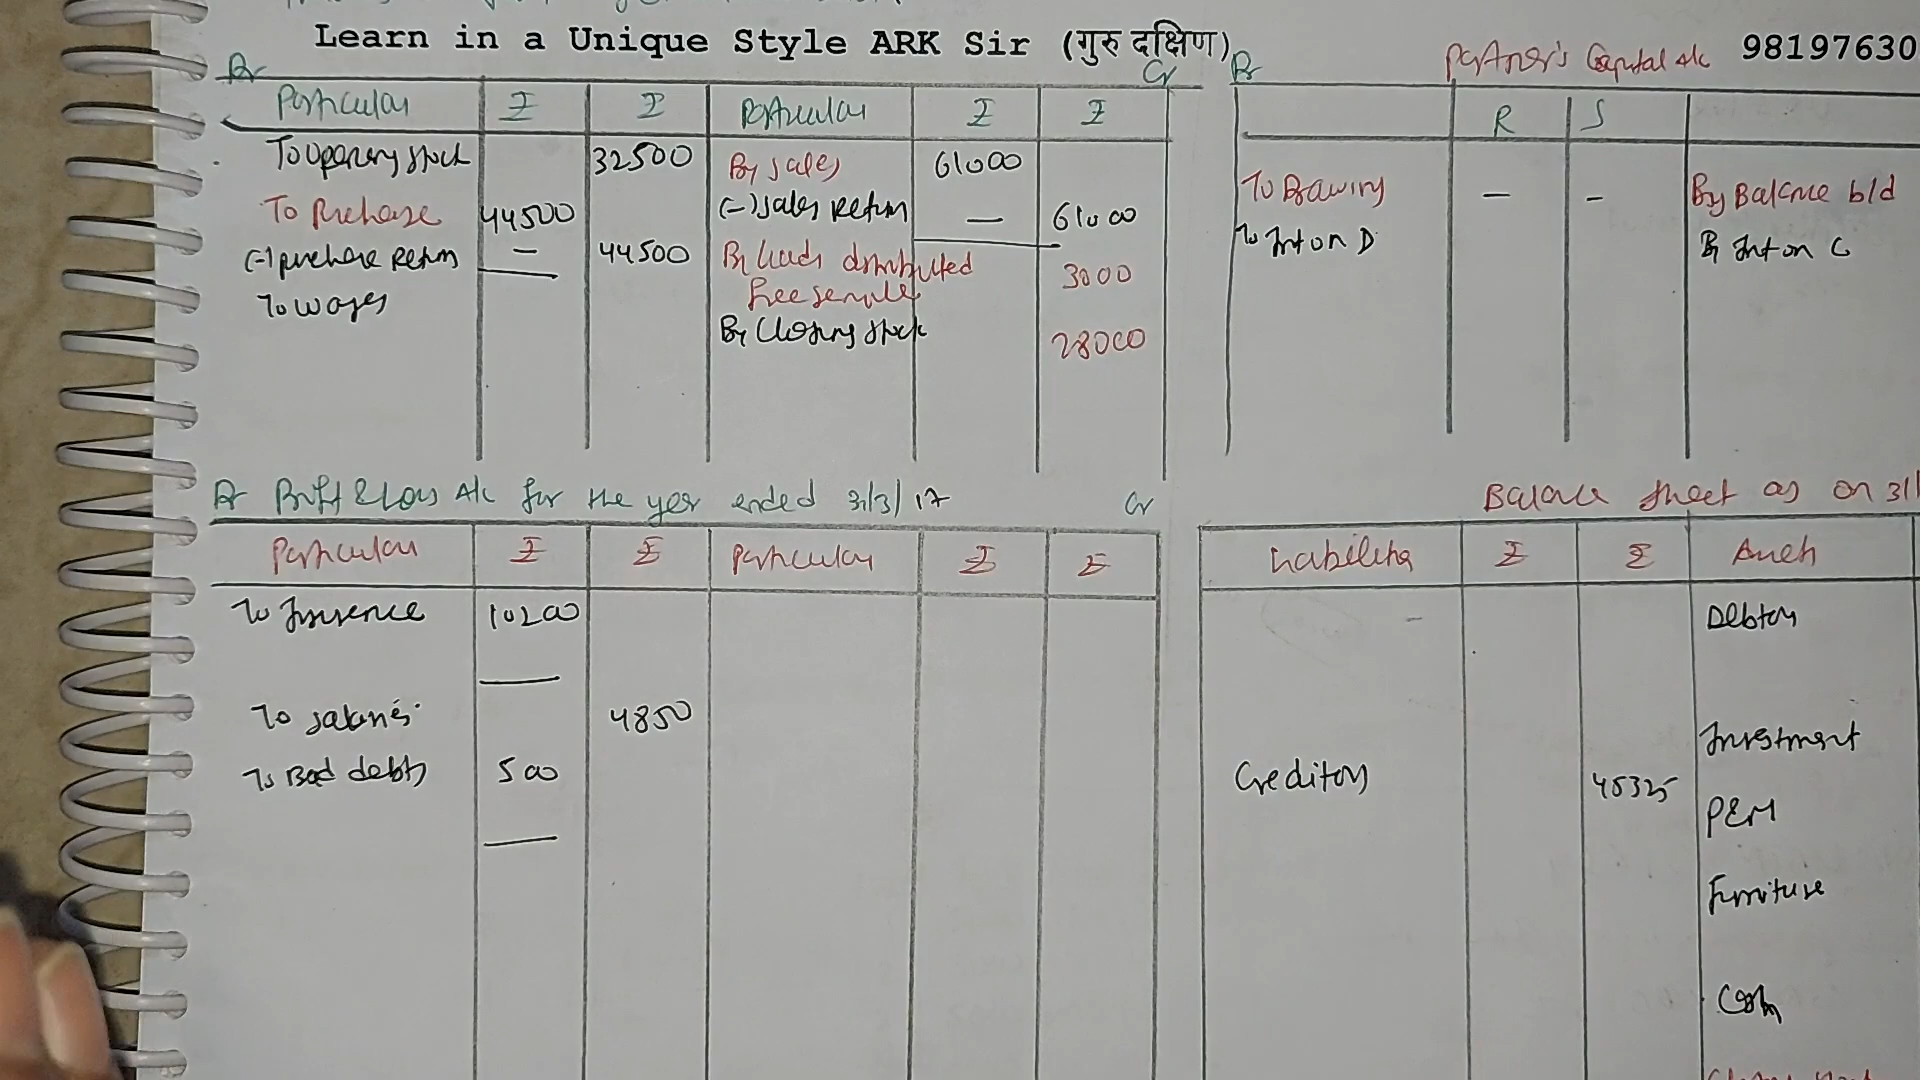 Learn in a Unique Style ARK Sir (गुरु दक्षिण)
Partner's Capital A/c 98197630
Dr Cr Dr
Particular ₹ ₹ Particular ₹ ₹
R S
To Opening stock 32500 By sales 61000
To Purchase 44500 (-) sales Return — 61000
(-) purchase Return — 44500 By Goods distributed 3000
free sample
To wages
By Closing stock 28000
To Drawing — – By Balance b/d
To Int on D By Int on C
Dr Profit & Loss A/c for the year ended 31/3/17 Cr
Particular ₹ ₹ Particular ₹ ₹
To Insurence 10200
To salaries 4850
To Bad debts 500
Balance sheet as on 31/
Liabilities ₹ ₹
Debtors
Investment
Creditors 45325
P&M
Furniture
Cash